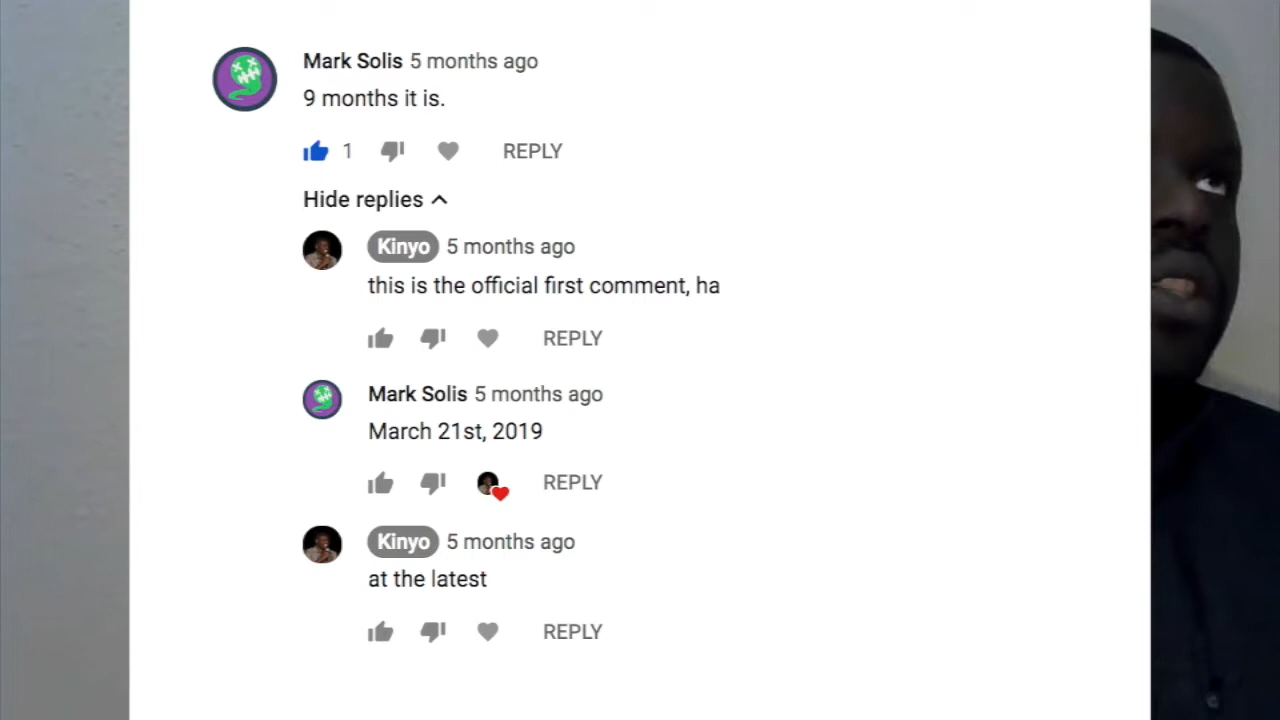 Mark Solis 5 months ago
9 months it is.
1 REPLY
Hide replies
Kinyo 5 months ago
this is the official first comment, ha
REPLY
Mark Solis 5 months ago
March 21st, 2019
REPLY
Kinyo 5 months ago
at the latest
REPLY